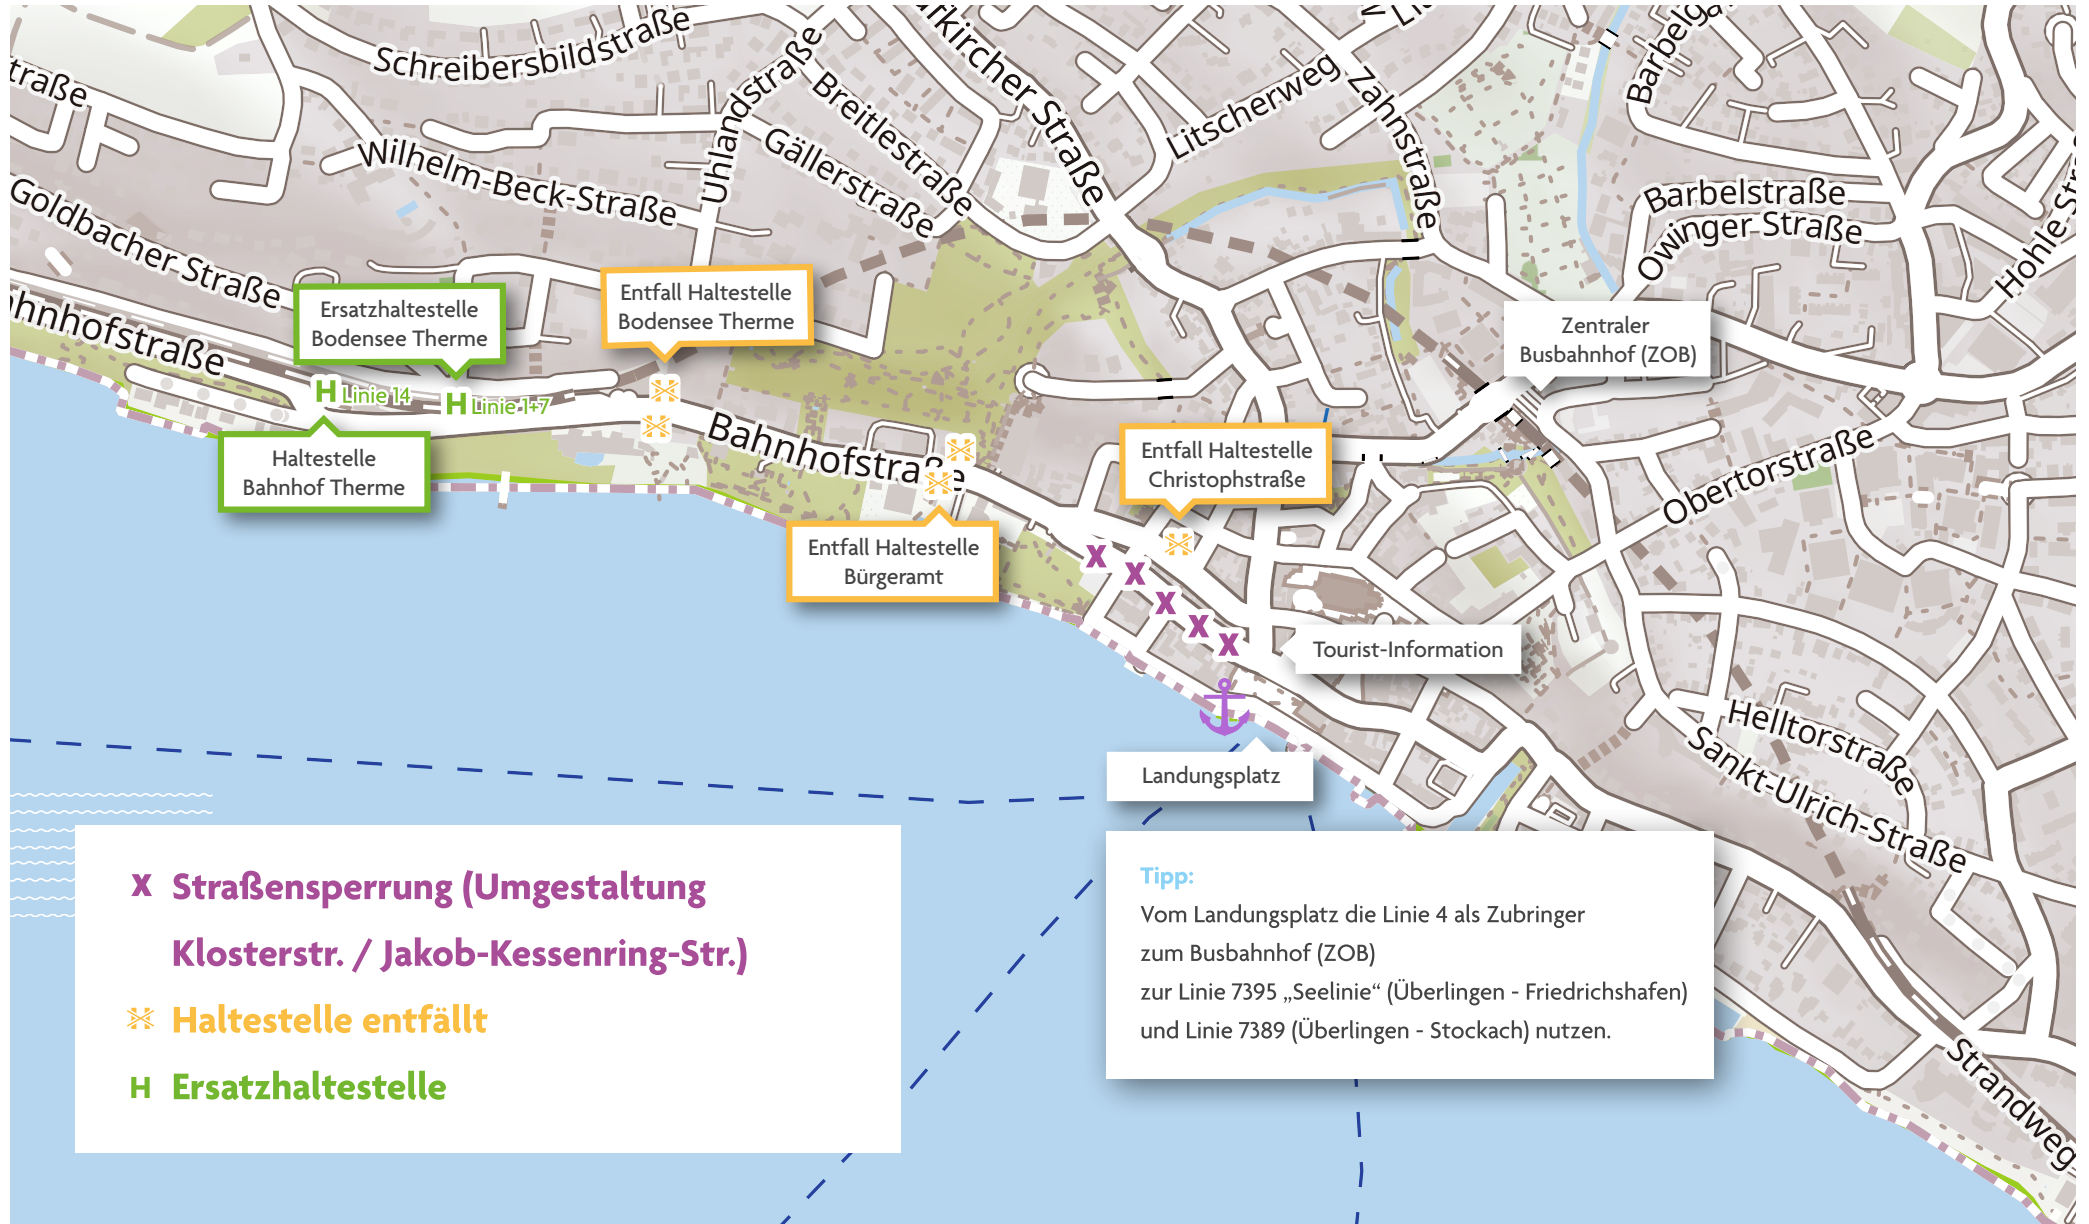 Schreibersbildstraße
Uhlandstraße
Breitlestraße
Gällerstraße
Wilhelm-Beck-Straße
Goldbacher Straße
Litscherweg
Zahnstraße
Barbelstraße
Owinger Straße
Ersatzhaltestelle
Bodensee Therme
Entfall Haltestelle
Bodensee Therme
Zentraler
Busbahnhof (ZOB)
H Linie 14
H Linie 1+7
Haltestelle
Bahnhof Therme
Bahnhofstraße
Entfall Haltestelle
Christophstraße
Obertorstraße
Entfall Haltestelle
Bürgeramt
X
X
X
X
X
Tourist-Information
Landungsplatz
Helltorstraße
Sankt-Ulrich-Straße
Strandweg
X Straßensperrung (Umgestaltung
Klosterstr. / Jakob-Kessenring-Str.)
Haltestelle entfällt
H Ersatzhaltestelle
Tipp:
Vom Landungsplatz die Linie 4 als Zubringer
zum Busbahnhof (ZOB)
zur Linie 7395 „Seelinie“ (Überlingen - Friedrichshafen)
und Linie 7389 (Überlingen - Stockach) nutzen.